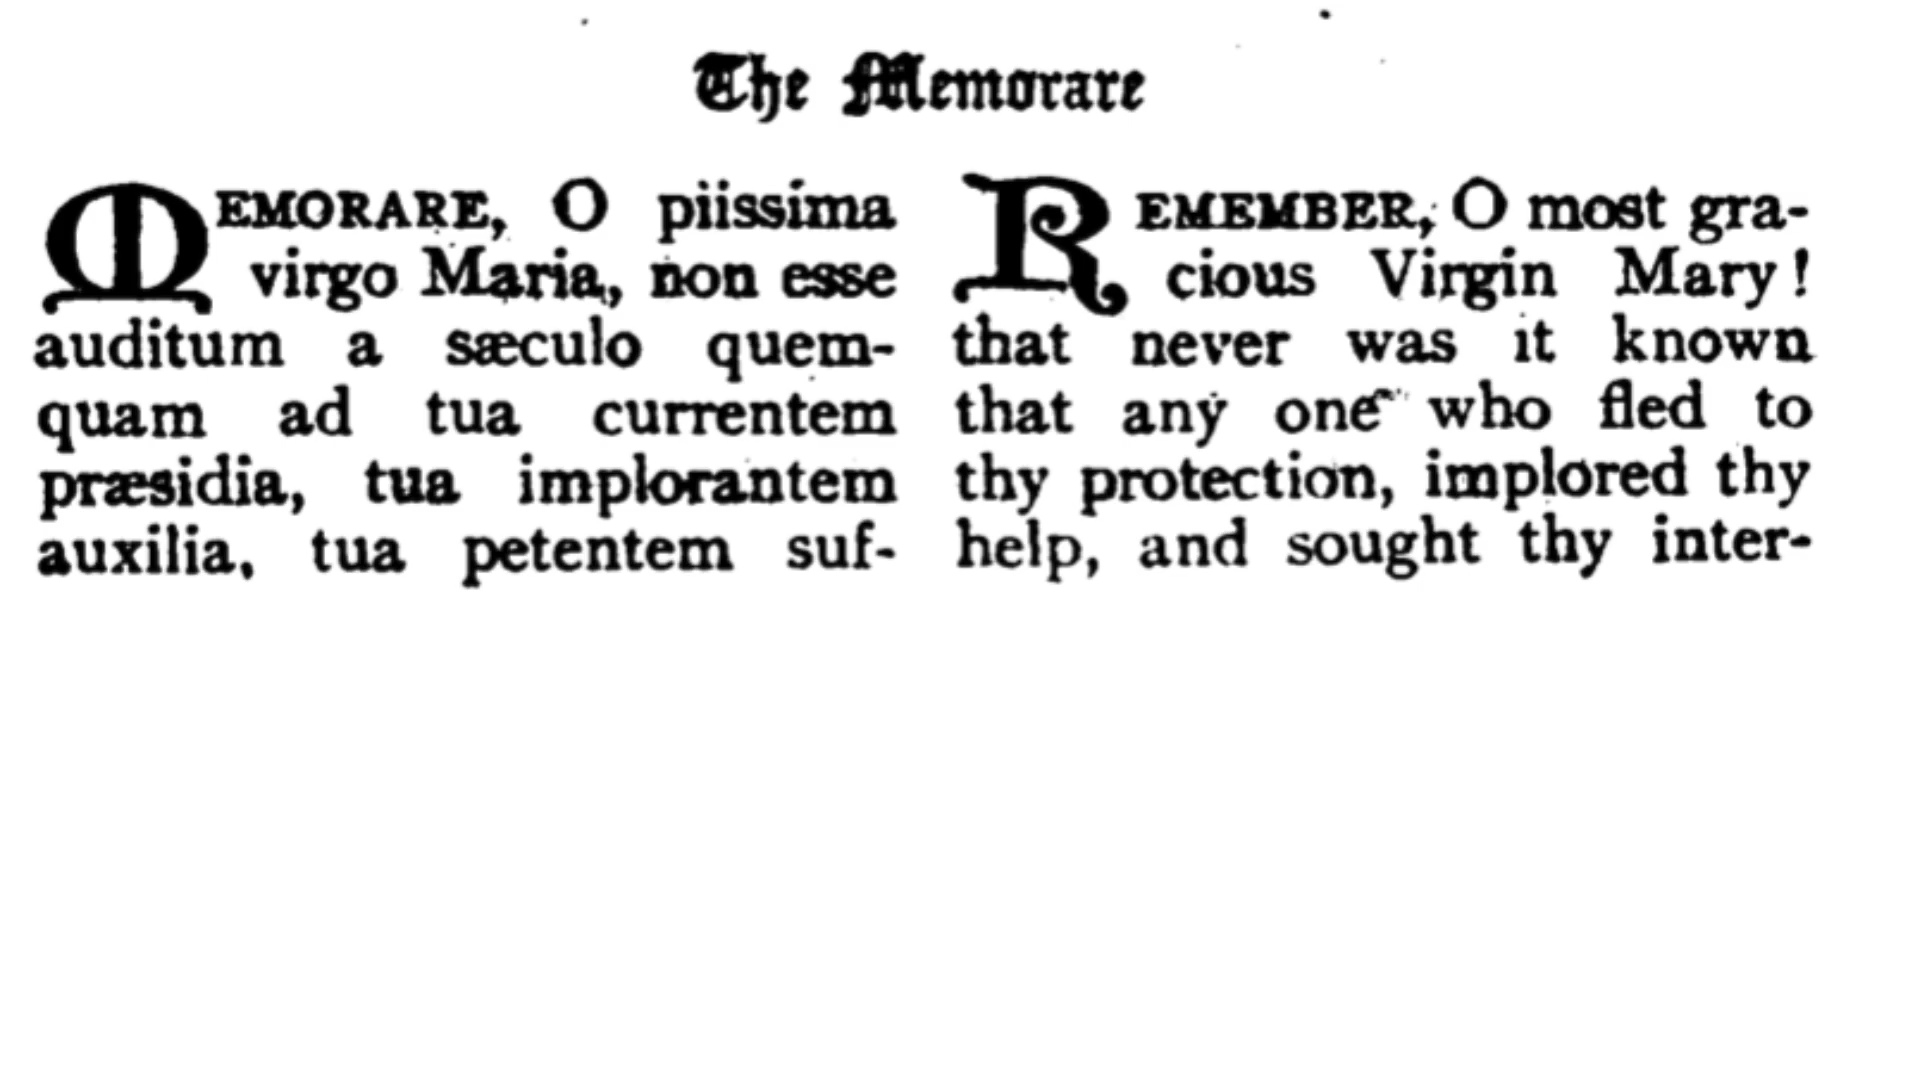 The Memorare
MEMORARE, O piissima
virgo Maria, non esse
auditum a sæculo quem-
quam ad tua currentem
præsidia, tua implorantem
auxilia, tua petentem suf-
REMEMBER, O most gra-
cious Virgin Mary!
that never was it known
that any one who fled to
thy protection, implored thy
help, and sought thy inter-